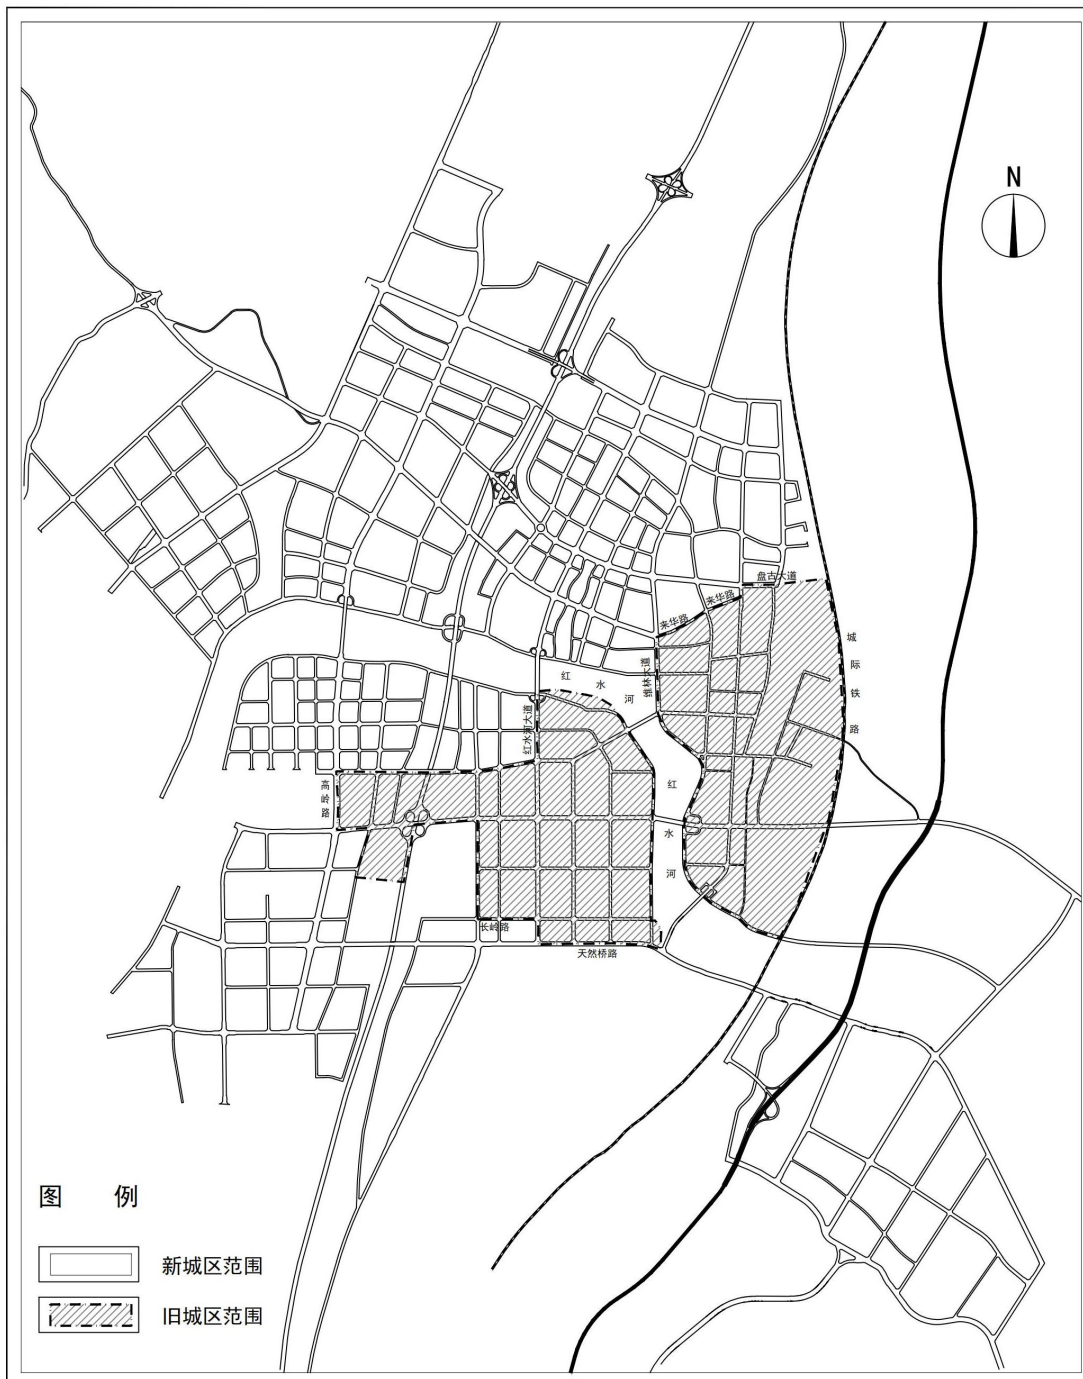 N
盘古大道
来华路
来华路
城际铁路
维林大道
红水河
红水河大道
高岭路
红水河
长岭路
天然桥路
图 例
新城区范围
旧城区范围